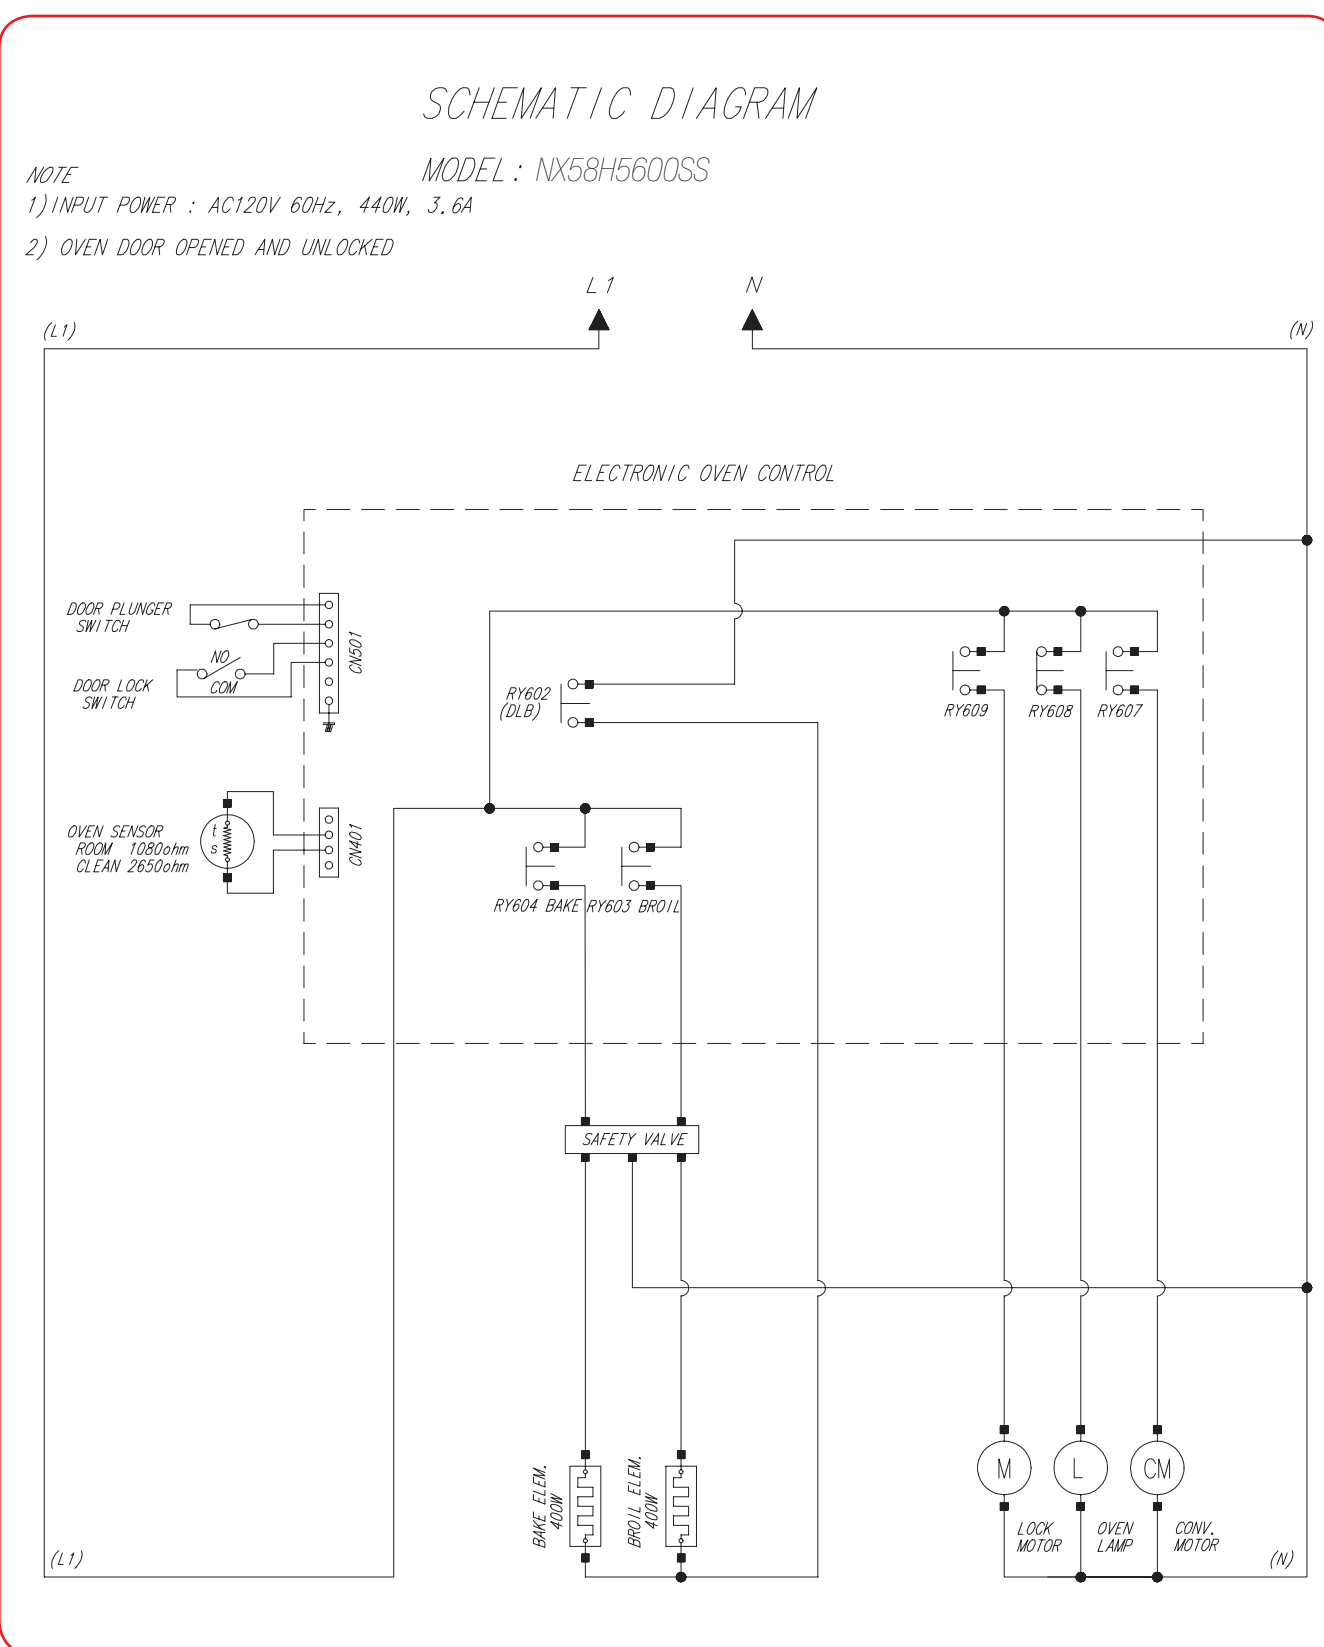 SCHEMATIC DIAGRAM
MODEL : NX58H5600SS
NOTE
1) INPUT POWER : AC120V 60Hz, 440W, 3.6A
2) OVEN DOOR OPENED AND UNLOCKED
L1
N
(L1)
(N)
ELECTRONIC OVEN CONTROL
DOOR PLUNGER
SWITCH
CN501
NO
COM
DOOR LOCK
SWITCH
RY602
(DLB)
RY609
RY608
RY607
OVEN SENSOR
ROOM 1080ohm
CLEAN 2650ohm
t
s
CN401
RY604 BAKE
RY603 BROIL
SAFETY VALVE
BAKE ELEM.
400W
BROIL ELEM.
400W
M
L
CM
LOCK
MOTOR
OVEN
LAMP
CONV.
MOTOR
(L1)
(N)